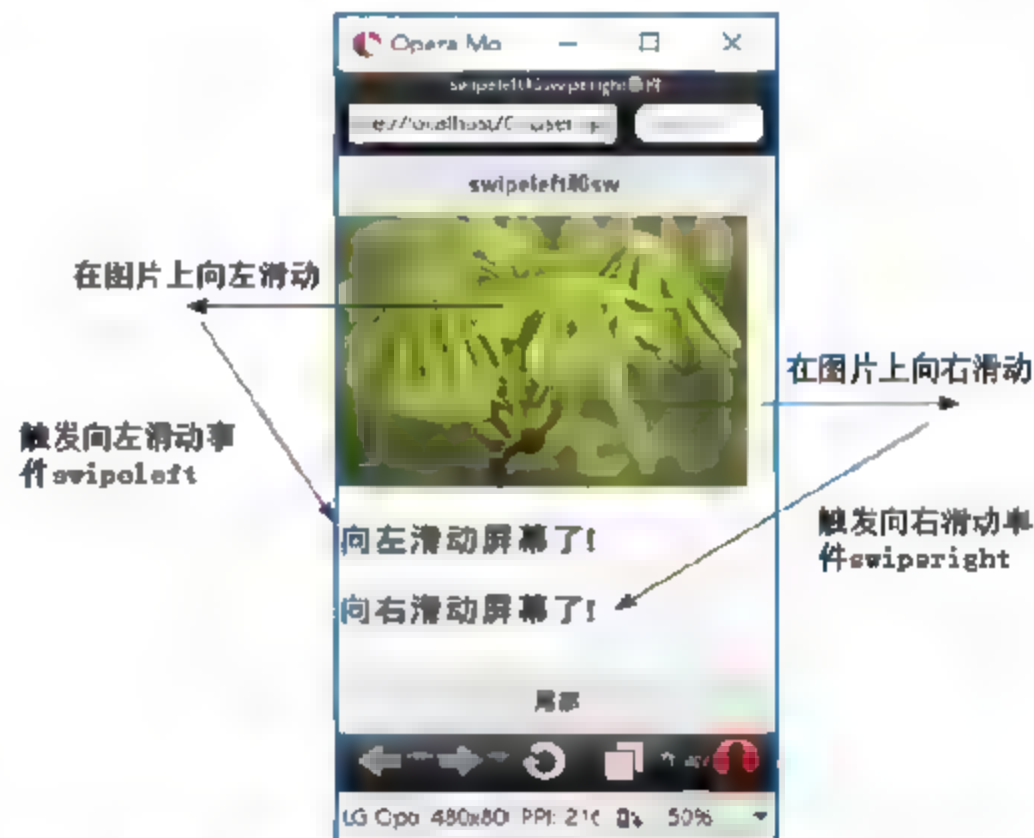 Opera Mo
swipeleft和sw
在图片上向左滑动
在图片上向右滑动
触发向左滑动事
件swipeleft
向左滑动屏幕了!
触发向右滑动事
件swiperight
向右滑动屏幕了!
尾部
LG Opt 480x80 PPI: 216 50%